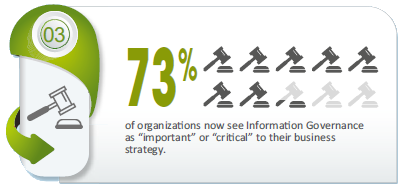 03
73%
of organizations now see Information Governance
as “important” or “critical” to their business
strategy.